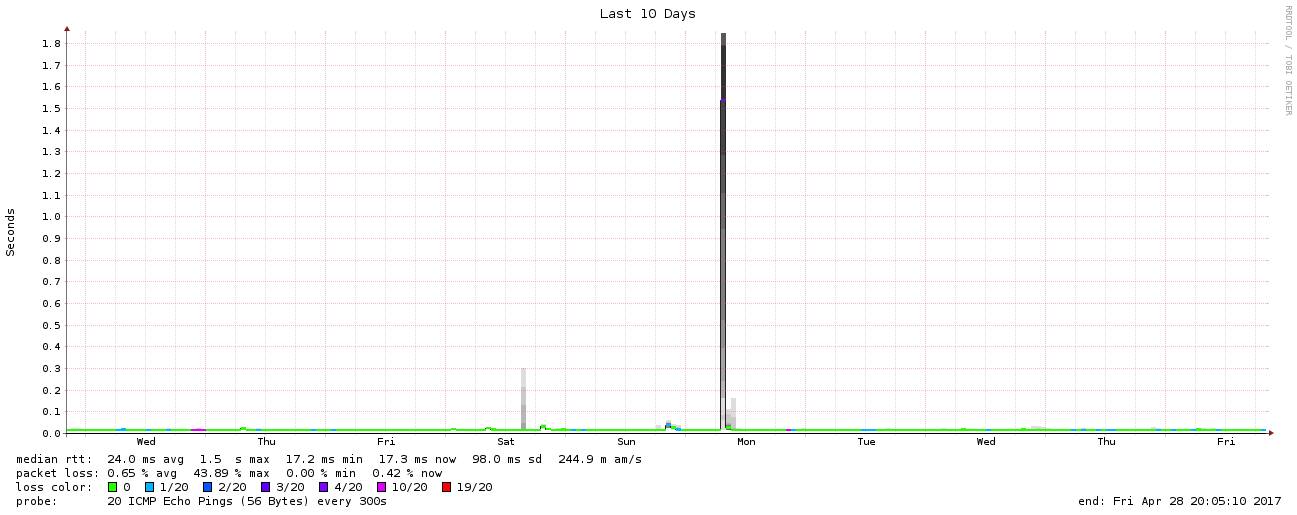 Last 10 Days
RRDTOOL / TOBI OETIKER
Seconds
1.8
1.7
1.6
1.5
1.4
1.3
1.2
1.1
1.0
0.9
0.8
0.7
0.6
0.5
0.4
0.3
0.2
0.1
0.0
Wed Thu Fri Sat Sun Mon Tue Wed Thu Fri
median rtt: 24.0 ms avg 1.5 s max 17.2 ms min 17.3 ms now 98.0 ms sd 244.9 m am/s
packet loss: 0.65 % avg 43.89 % max 0.00 % min 0.42 % now
loss color: 0 1/20 2/20 3/20 4/20 10/20 19/20
probe: 20 ICMP Echo Pings (56 Bytes) every 300s end: Fri Apr 28 20:05:10 2017